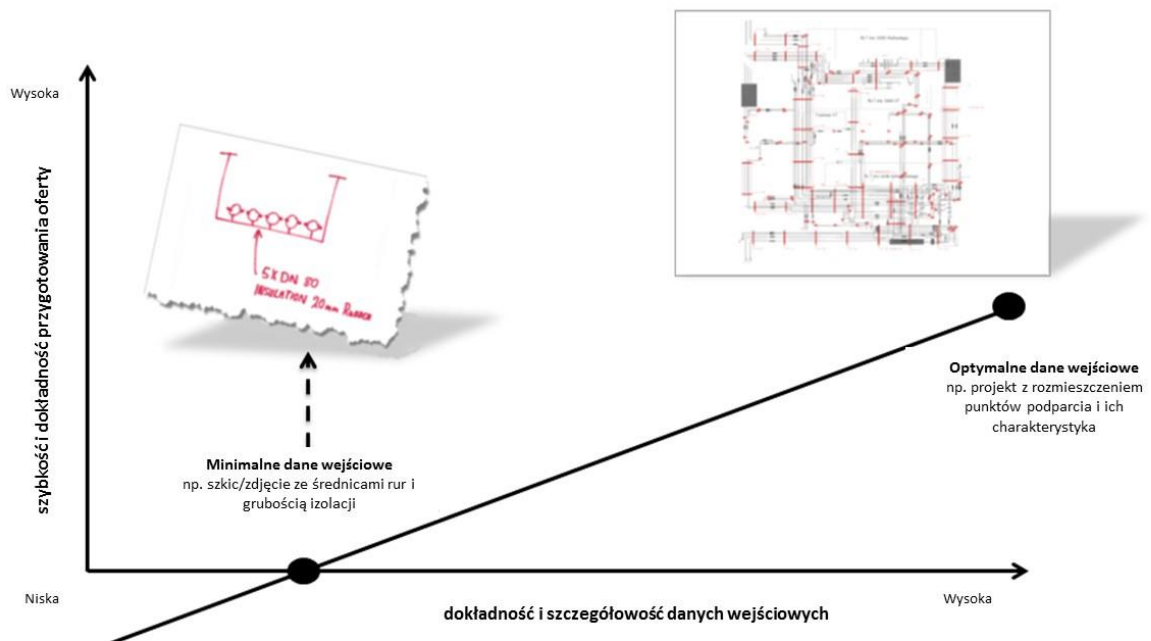 Wysoka
szybkość i dokładność przygotowania oferty
5X DN 80
INSULATION 20mm RUBBER
Minimalne dane wejściowe
np. szkic/zdjęcie ze średnicami rur i
grubością izolacji
Optymalne dane wejściowe
np. projekt z rozmieszczeniem
punktów podparcia i ich
charakterystyka
Niska
dokładność i szczegółowość danych wejściowych
Wysoka